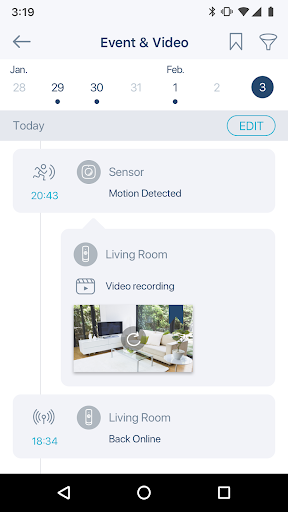 3:19
Event & Video
Jan. Feb.
28 29 30 31 1 2 3
Today EDIT
Sensor
20:43 Motion Detected
Living Room
Video recording
Living Room
18:34 Back Online